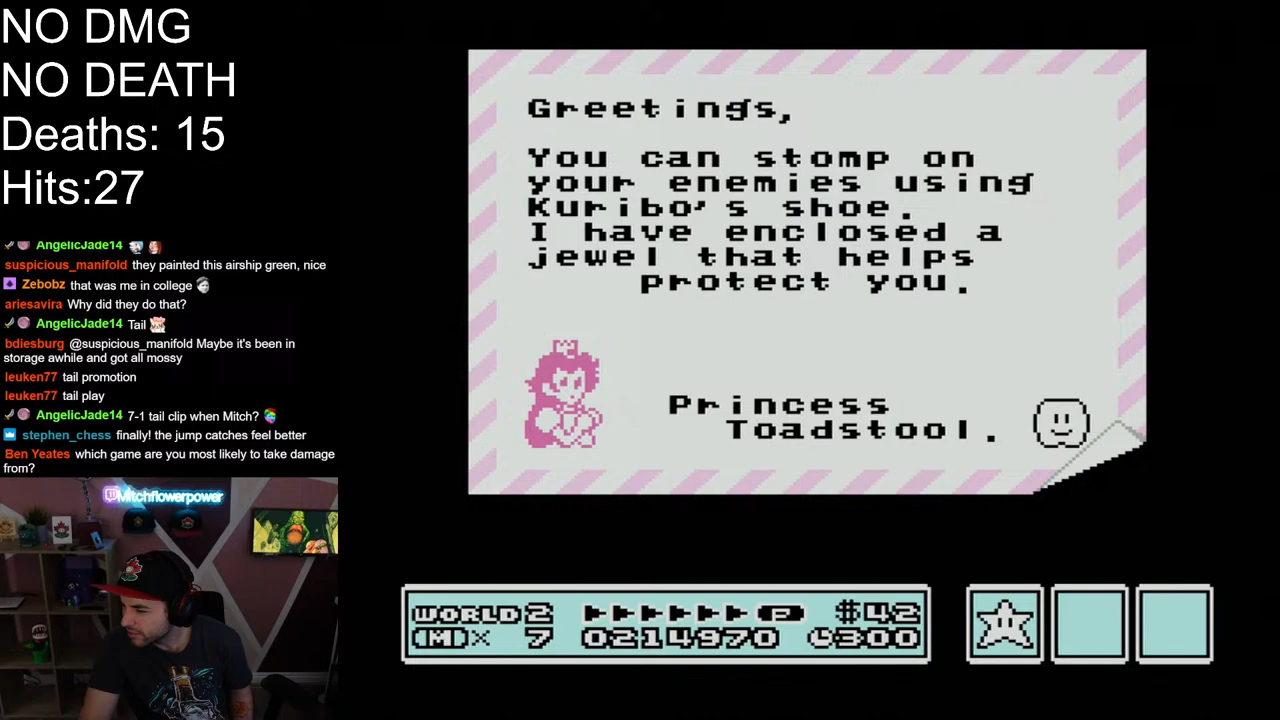 NO DMG
NO DEATH
Deaths: 15
Hits:27
AngelicJade14
suspicious_manifold they painted this airship green, nice
Zebobz that was me in college
ariesavira Why did they do that?
AngelicJade14 Tail
bdiesburg @suspicious_manifold Maybe it's been in
storage awhile and got all mossy
leuken77 tail promotion
leuken77 tail play
AngelicJade14 7-1 tail clip when Mitch?
stephen_chess finally! the jump catches feel better
Ben Yeates which game are you most likely to take damage
from?
Mitchflowerpower
Greetings,
You can stomp on
your enemies using
Kuribo's shoe.
I have enclosed a
jewel that helps
protect you.
Princess
Toadstool.
WORLD 2 P #42
M× 7 0214970 300